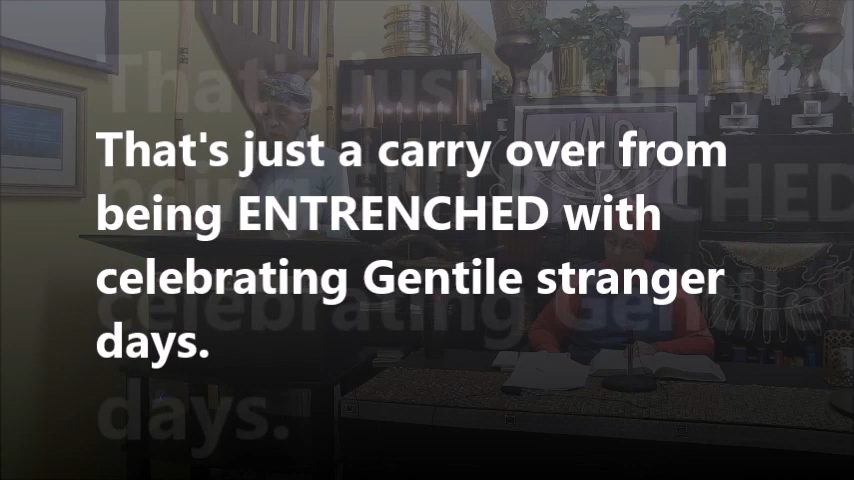 That's just a carry over from
being ENTRENCHED with
celebrating Gentile stranger
days.